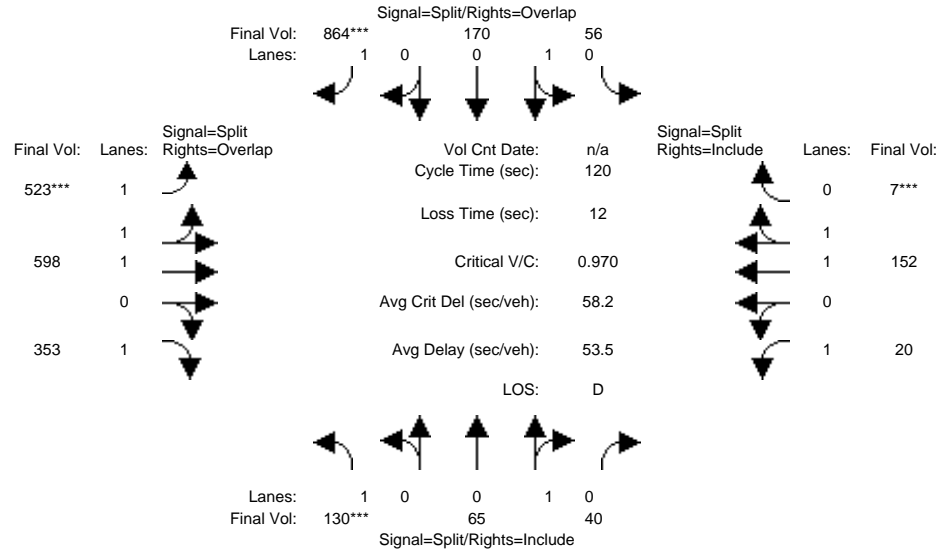 Signal=Split/Rights=Overlap
Final Vol: 864*** 170 56
Lanes: 1 0 0 1 0
Signal=Split
Final Vol: Lanes: Rights=Overlap
Vol Cnt Date: n/a
Signal=Split
Rights=Include Lanes: Final Vol:
Cycle Time (sec): 120
523*** 1
0 7***
Loss Time (sec): 12
1
1
598 1
Critical V/C: 0.970
1 152
0
Avg Crit Del (sec/veh): 58.2
0
353 1
Avg Delay (sec/veh): 53.5
1 20
LOS: D
Lanes: 1 0 0 1 0
Final Vol: 130*** 65 40
Signal=Split/Rights=Include